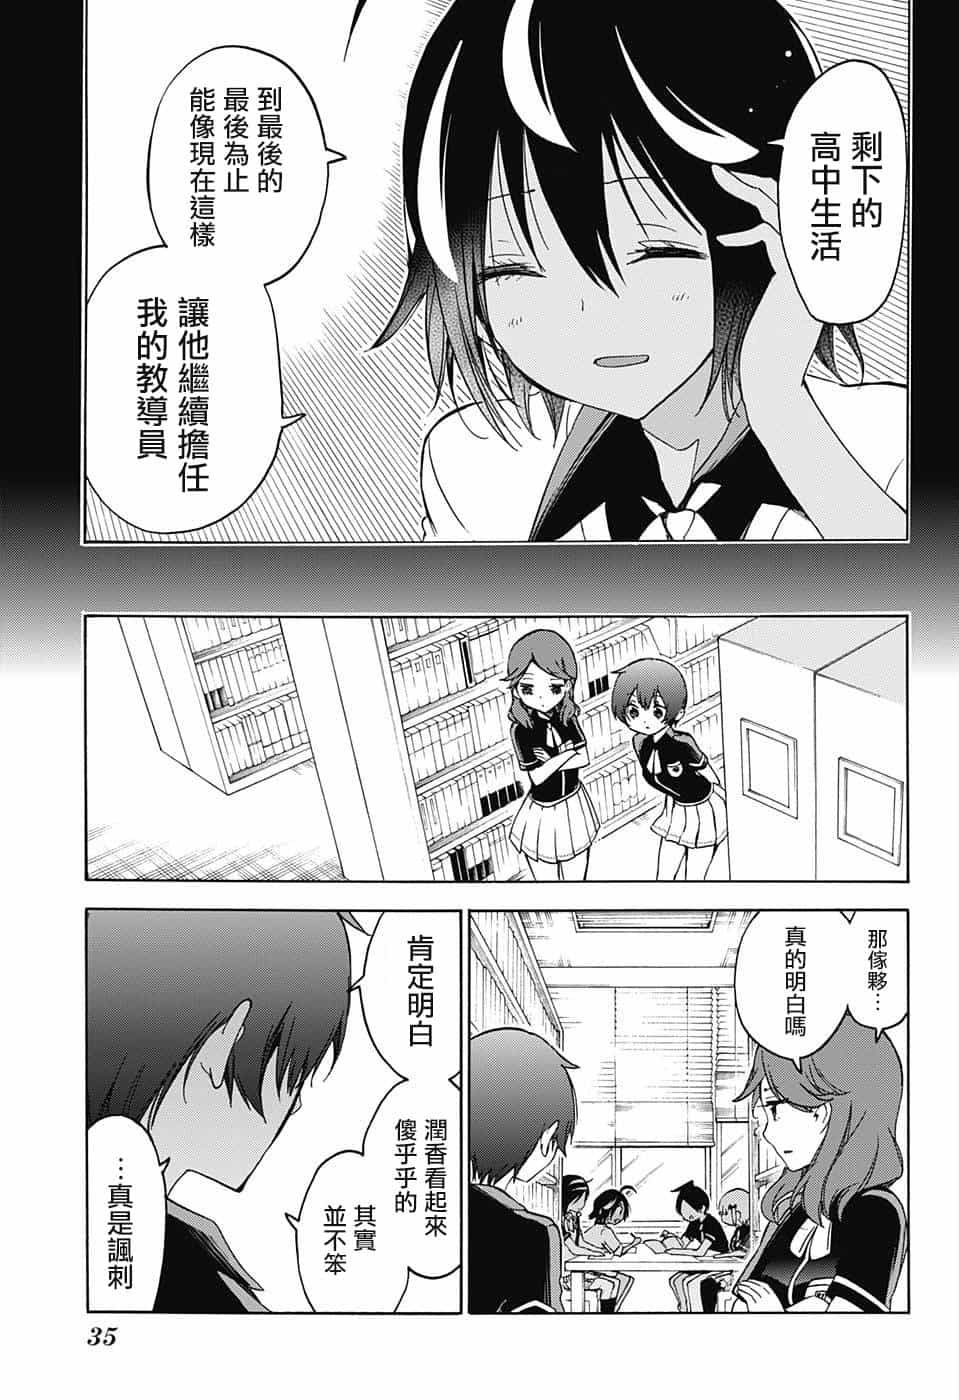 剩下的
高中生活
到最後的
最後為止
能像現在這樣
讓他繼續擔任
我的教導員
那傢夥…
真的明白嗎
肯定明白
潤香看起來
傻乎乎的
其實
並不笨
…真是諷刺
35